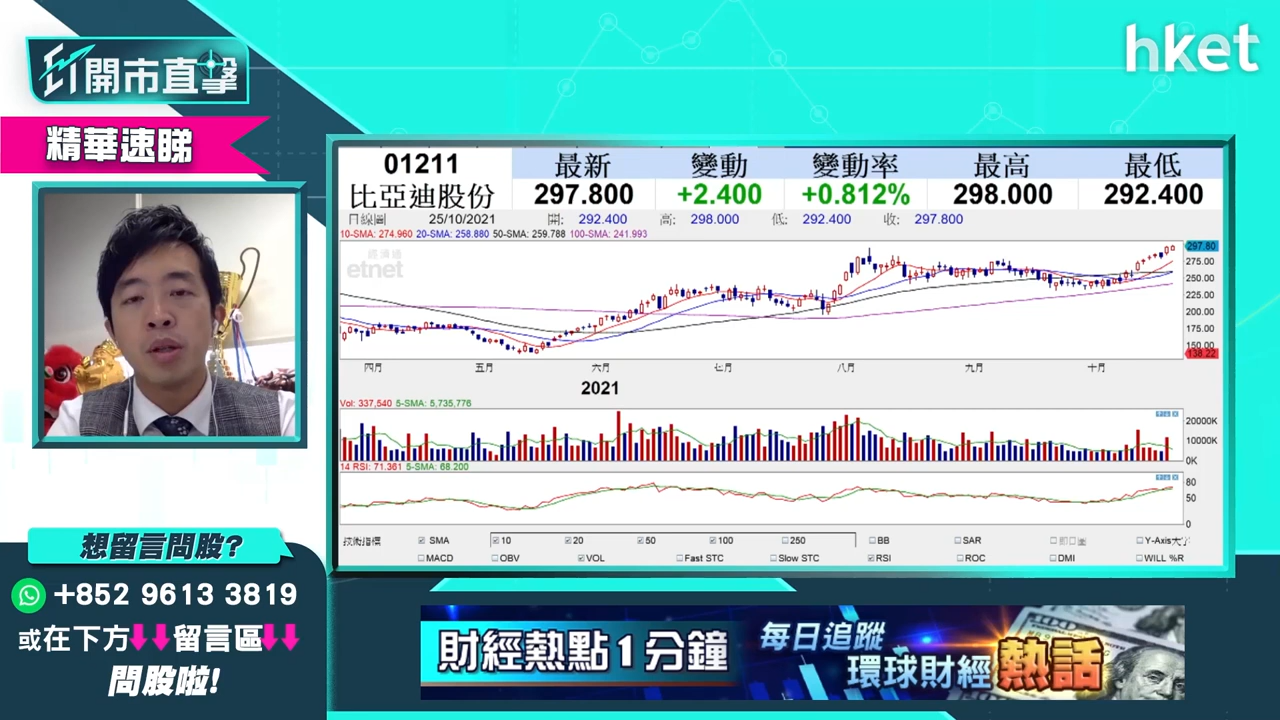 hket
ET開市直擊
精華速睇
01211
比亞迪股份
最新 變動 變動率 最高 最低
297.800 +2.400 +0.812% 298.000 292.400
日線圖 25/10/2021 開: 292.400 高: 298.000 低: 292.400 收: 297.800
10-SMA: 274.960 20-SMA: 258.880 50-SMA: 259.788 100-SMA: 241.993
經濟通
etnet
297.80
275.00
250.00
225.00
200.00
175.00
150.00
138.22
四月 五月 六月 七月 八月 九月 十月
2021
Vol: 337,540 5-SMA: 5,735,776
20000K
10000K
0K
14 RSI: 71.361 5-SMA: 68.200
80
50
0
技術指標 SMA 10 20 50 100 250 BB SAR Y-Axis大小
MACD OBV VOL Fast STC Slow STC RSI ROC DMI WILL %R
想留言問股?
+852 9613 3819
或在下方留言區
問股啦!
財經熱點1分鐘
每日追蹤
環球財經熱話